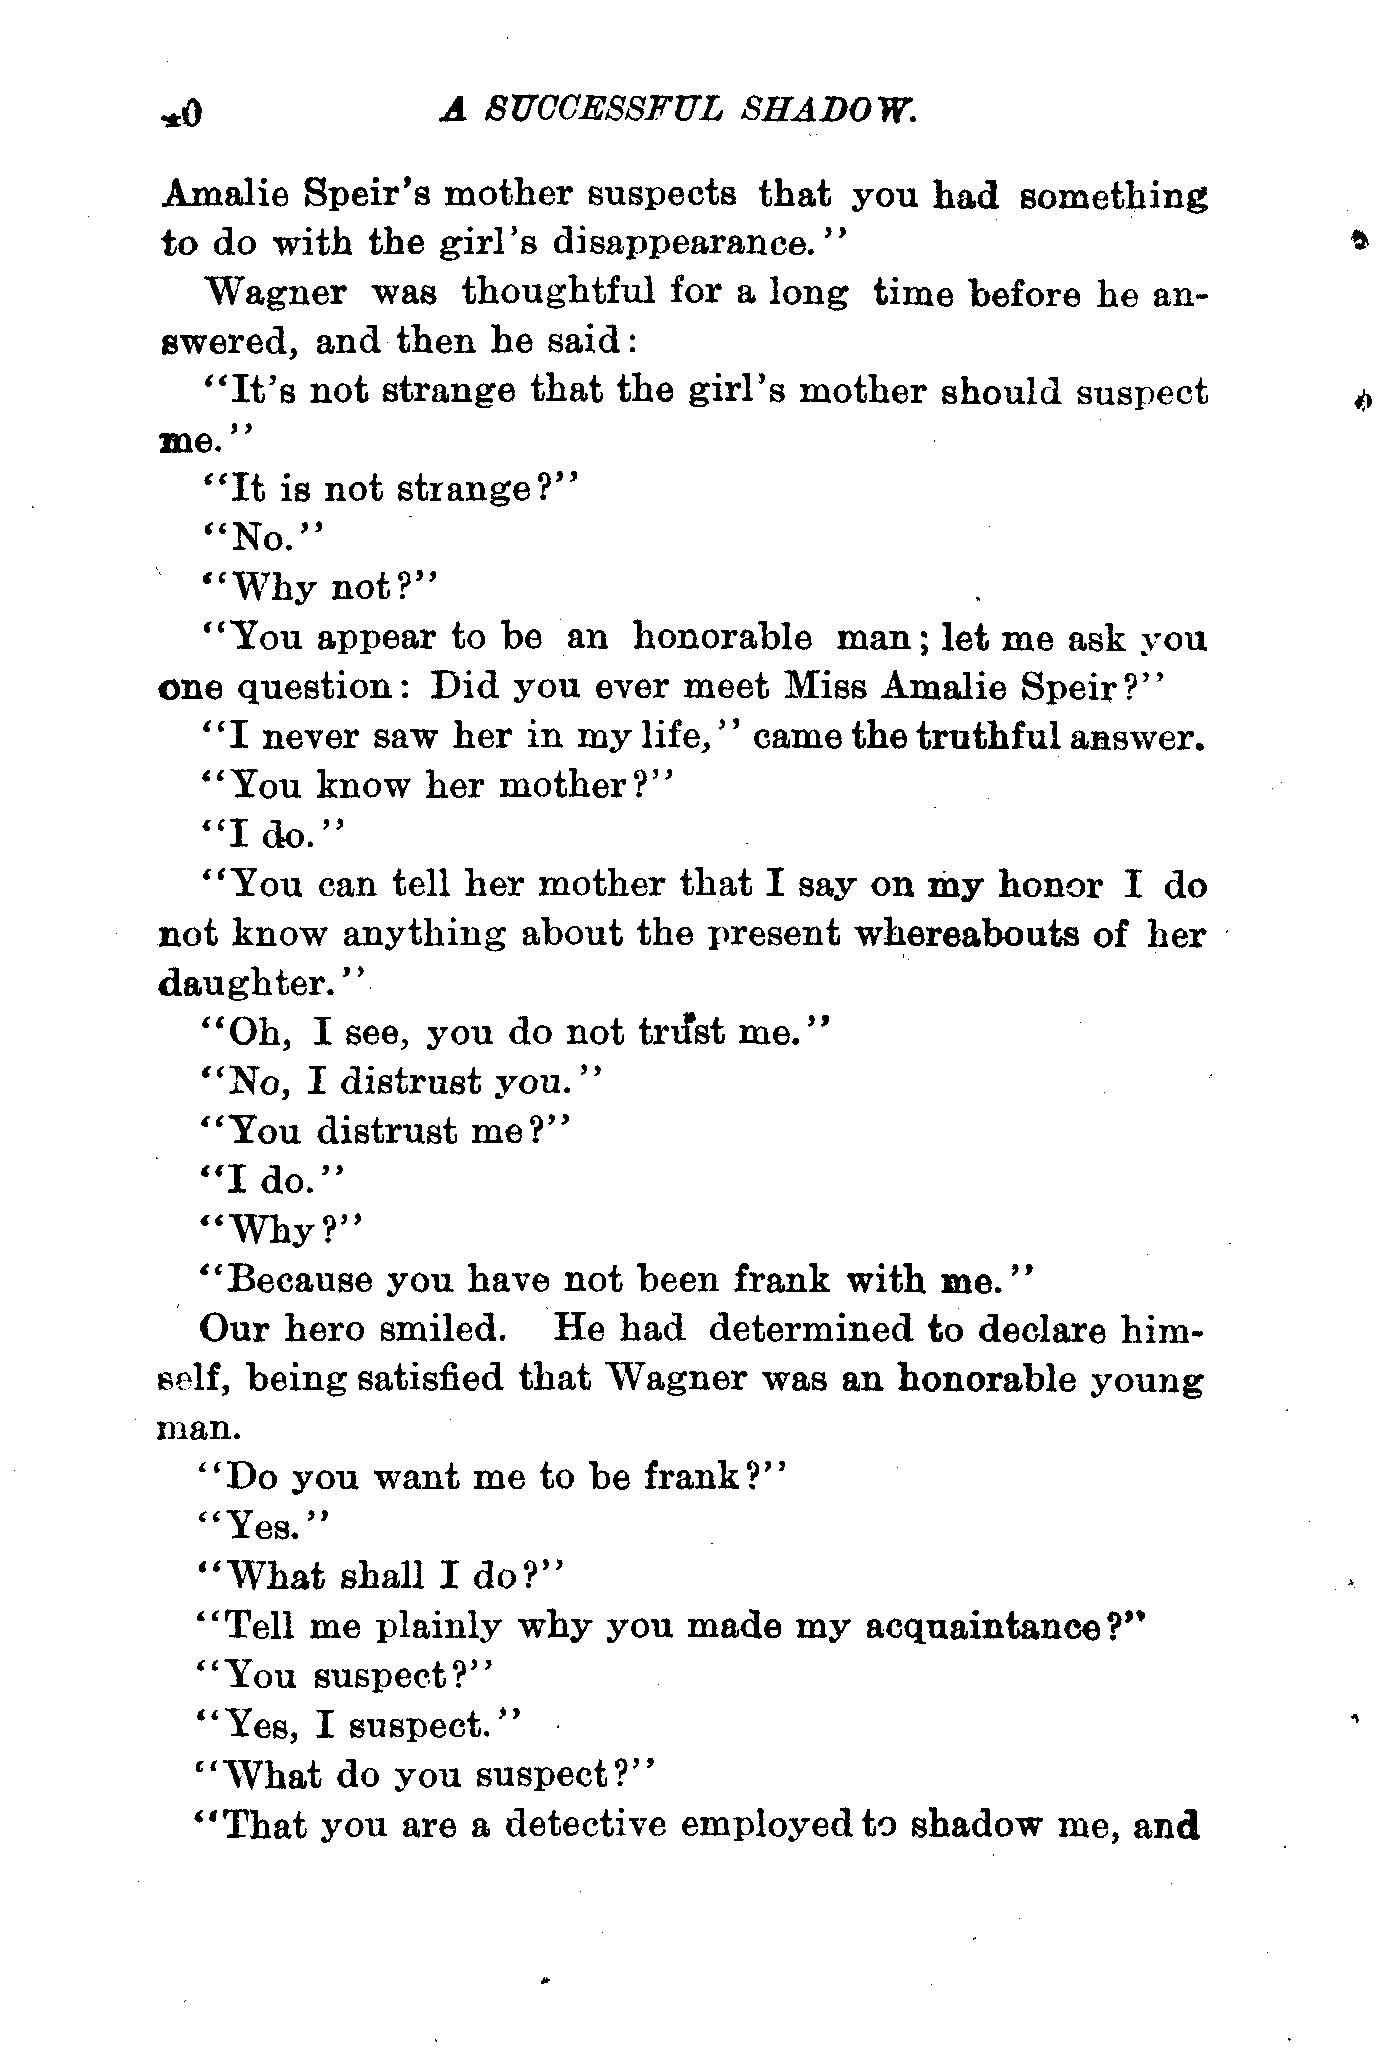 A SUCCESSFUL SHADOW.
Amalie Speir's mother suspects that you had something
to do with the girl's disappearance."
Wagner was thoughtful for a long time before he an-
swered, and then he said:
"It's not strange that the girl's mother should suspect
me."
"It is not strange?"
"No."
"Why not?"
"You appear to be an honorable man; let me ask you
one question: Did you ever meet Miss Amalie Speir?"
"I never saw her in my life," came the truthful answer.
"You know her mother?"
"I do."
"You can tell her mother that I say on my honor I do
not know anything about the present whereabouts of her
daughter."
"Oh, I see, you do not trust me."
"No, I distrust you."
"You distrust me?"
"I do."
"Why?"
"Because you have not been frank with me."
Our hero smiled. He had determined to declare him-
self, being satisfied that Wagner was an honorable young
man.
"Do you want me to be frank?"
"Yes."
"What shall I do?"
"Tell me plainly why you made my acquaintance?"
"You suspect?"
"Yes, I suspect."
"What do you suspect?"
"That you are a detective employed to shadow me, and